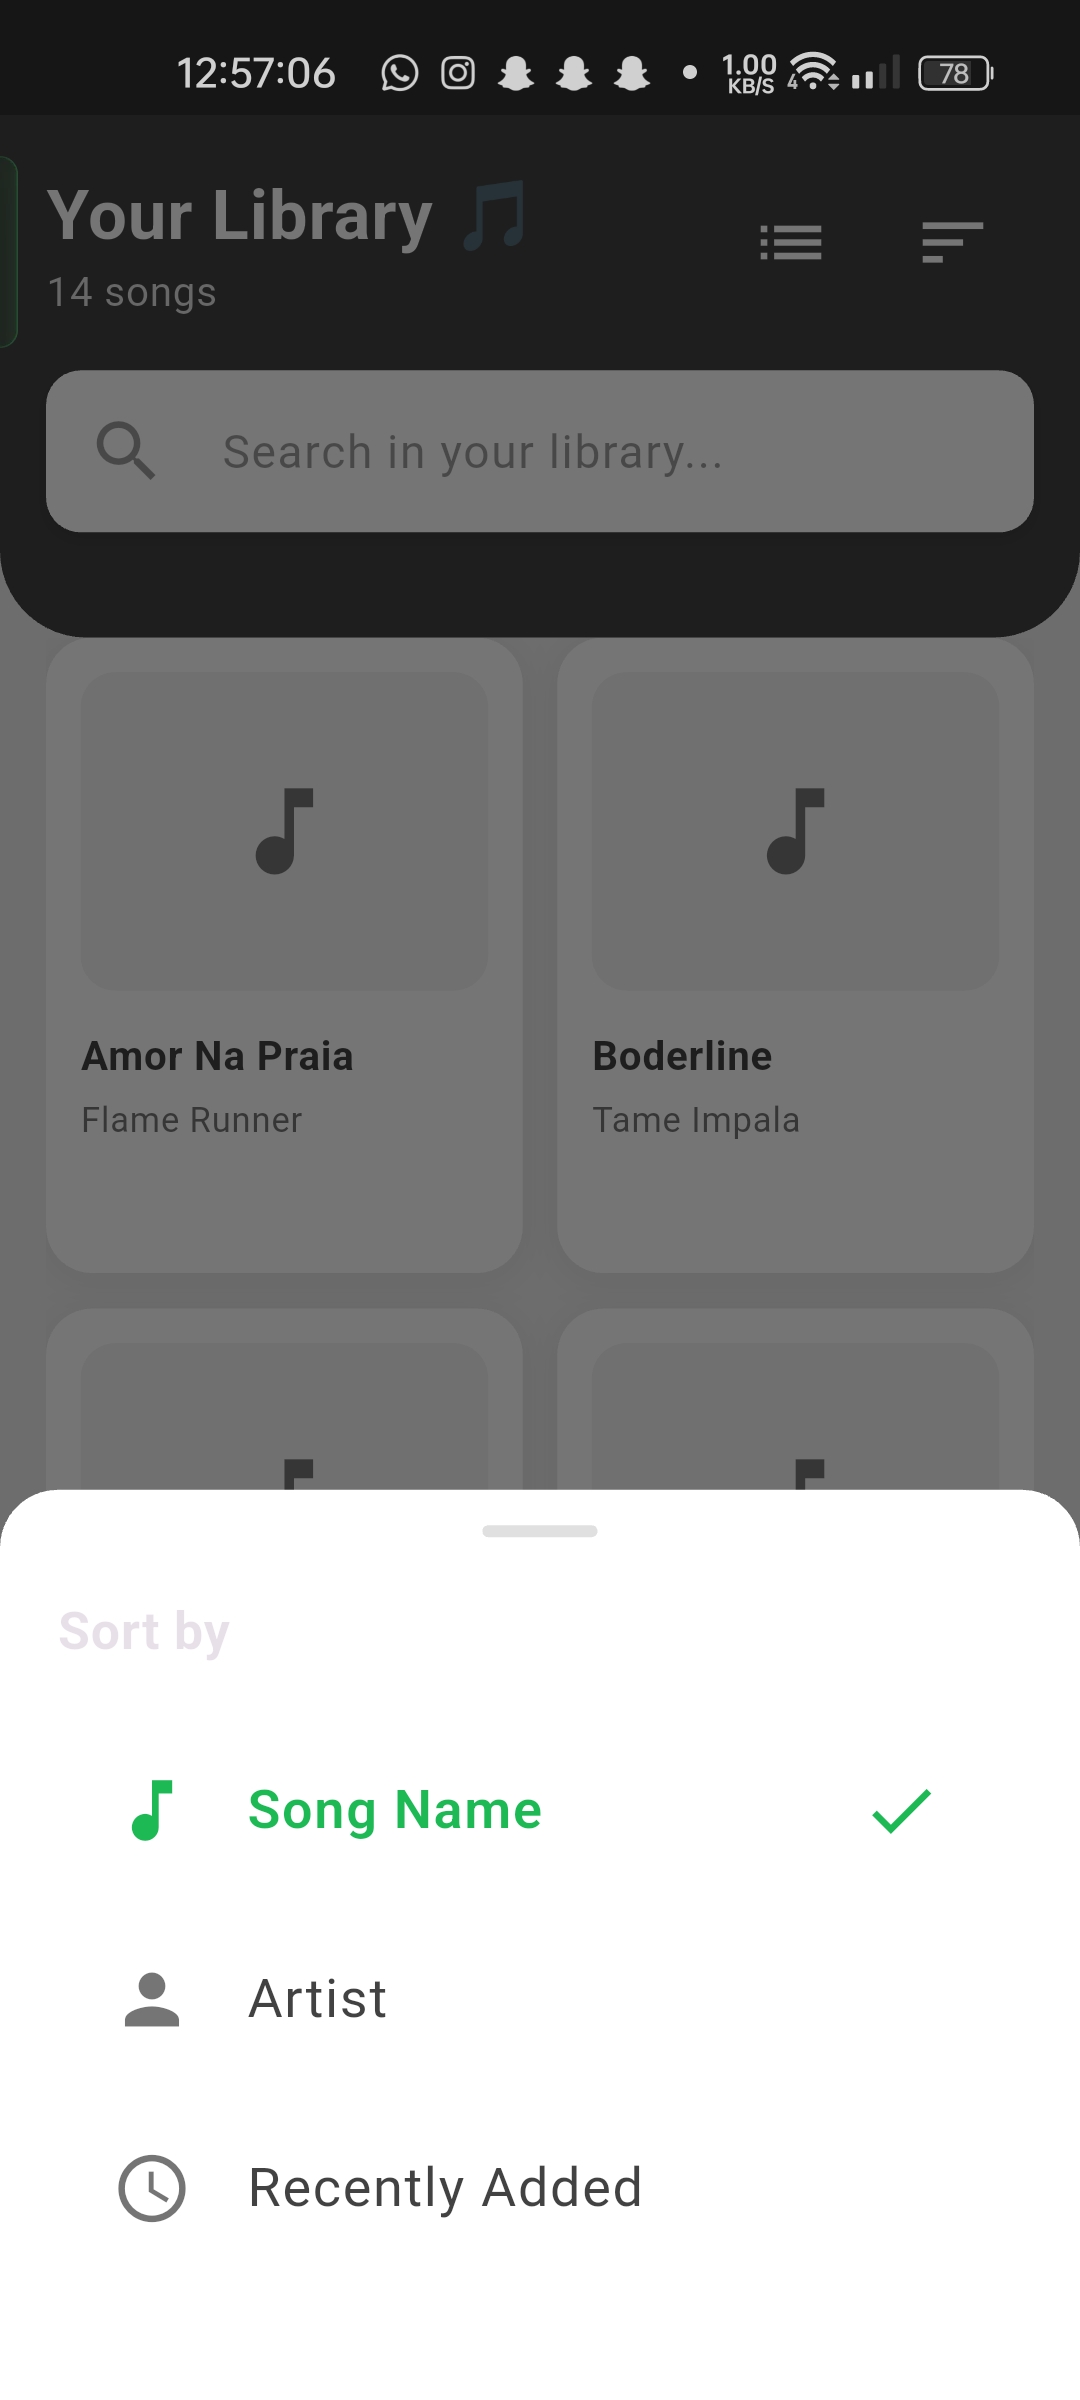 12:57:06 1.00 KB/S 4 78
Your Library 🎵
14 songs
Search in your library...
Amor Na Praia
Flame Runner
Boderline
Tame Impala
Sort by
Song Name
Artist
Recently Added